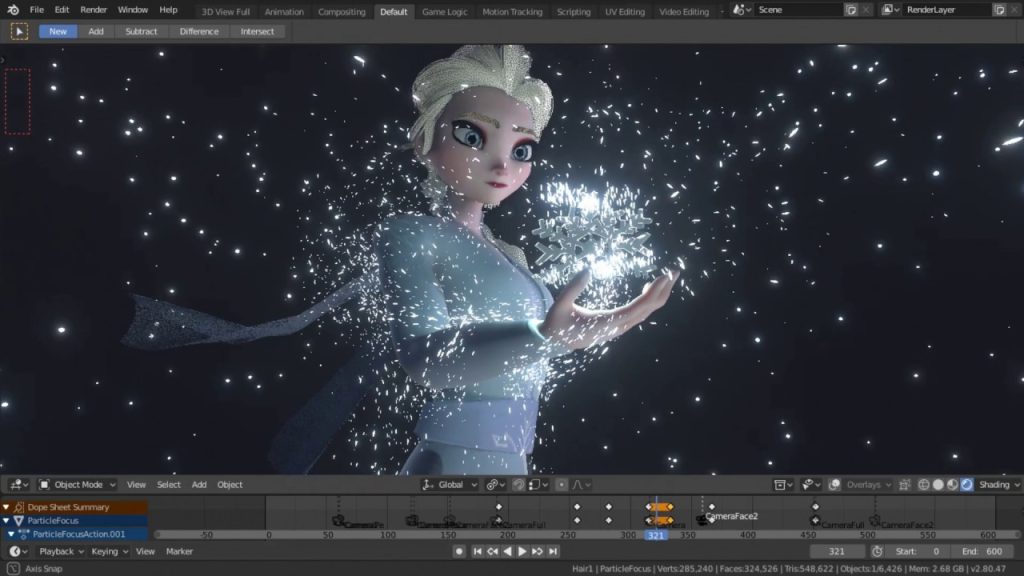 File Edit Render Window Help 3D View Full Animation Compositing Default Game Logic Motion Tracking Scripting UV Editing Video Editing Scene RenderLayer
New Add Subtract Difference Intersect
Object Mode View Select Add Object Global Overlays Shading
Dope Sheet Summary
ParticleFocus
ParticleFocusAction.001
CameraFull CameraFace2 CameraFull CameraFace2
-50 0 50 100 150 200 250 300 321 350 400 450 500 550 600
Playback Keying View Marker 321 Start: 0 End: 600
Axis Snap Hair1 | ParticleFocus | Verts:285,240 | Faces:324,526 | Tris:548,622 | Objects:1/6,426 | Mem: 2.68 GB | v2.80.47